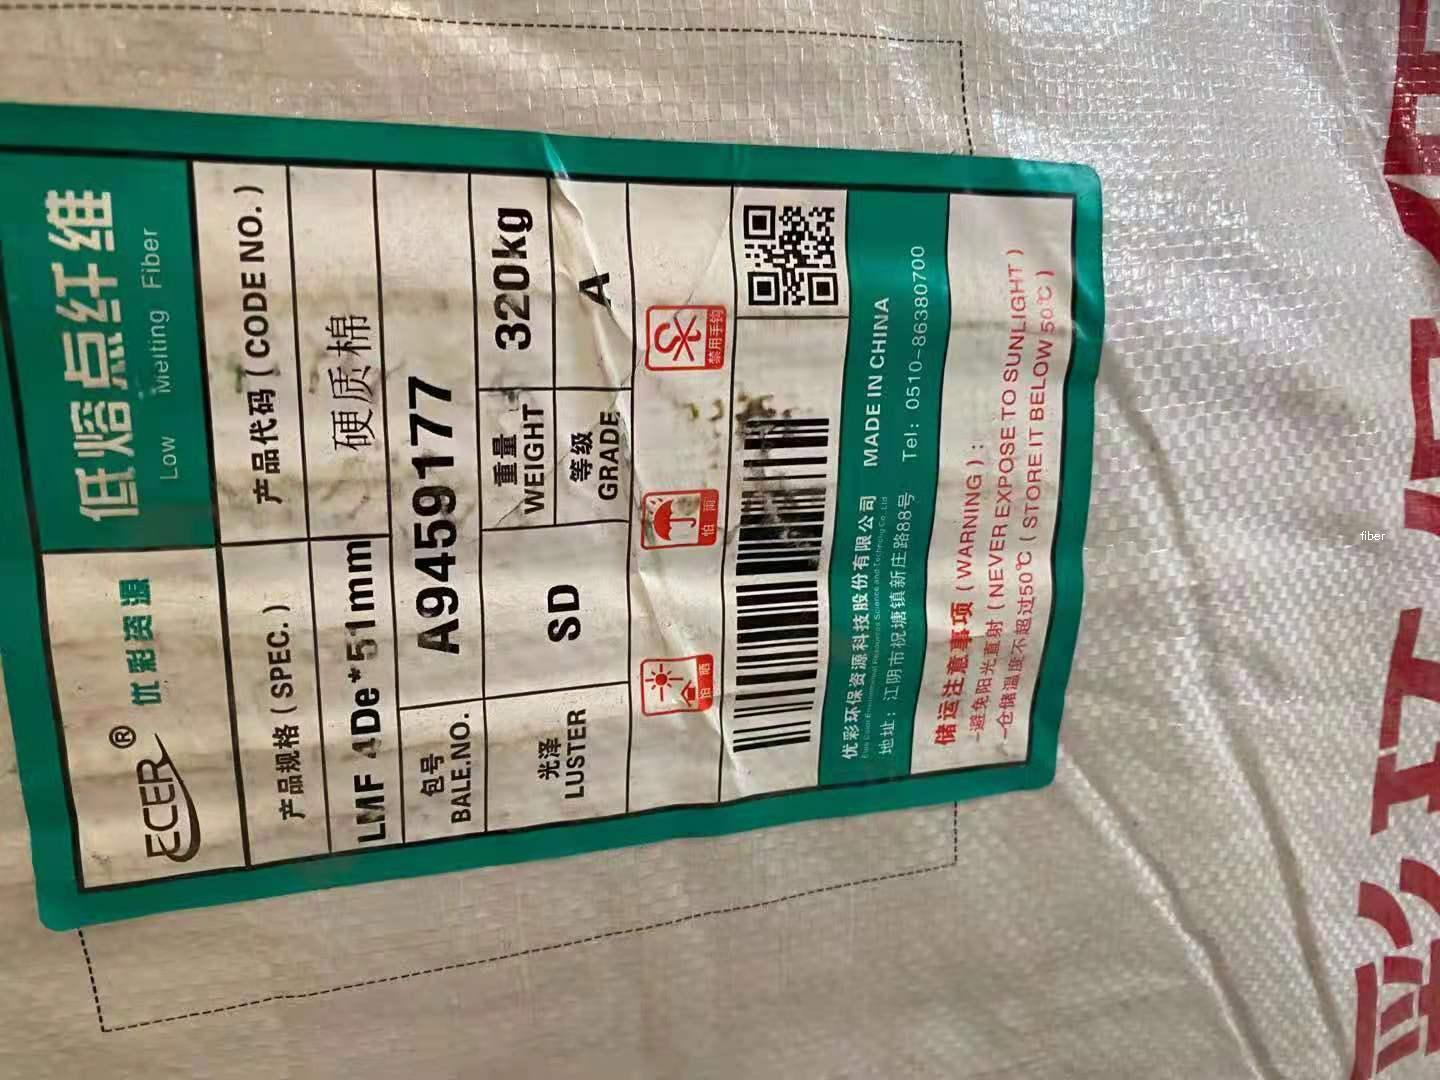 ECER®
优彩资源
低熔点纤维
Low Melting Fiber
产品规格(SPEC.)
产品代码(CODE NO.)
LMF 4De*51mm
硬质棉
包号
BALE.NO.
A9459177
光泽
LUSTER
SD
重量
WEIGHT
320kg
等级
GRADE
A
怕 晒
怕 雨
禁用手钩
优彩环保资源科技股份有限公司 MADE IN CHINA
地址:江阴市祝塘镇新庄路88号 Tel: 0510-86380700
储运注意事项(WARNING):
-避免阳光直射(NEVER EXPOSE TO SUNLIGHT)
-仓储温度不超过50℃(STORE IT BELOW 50℃)
彩
fiber